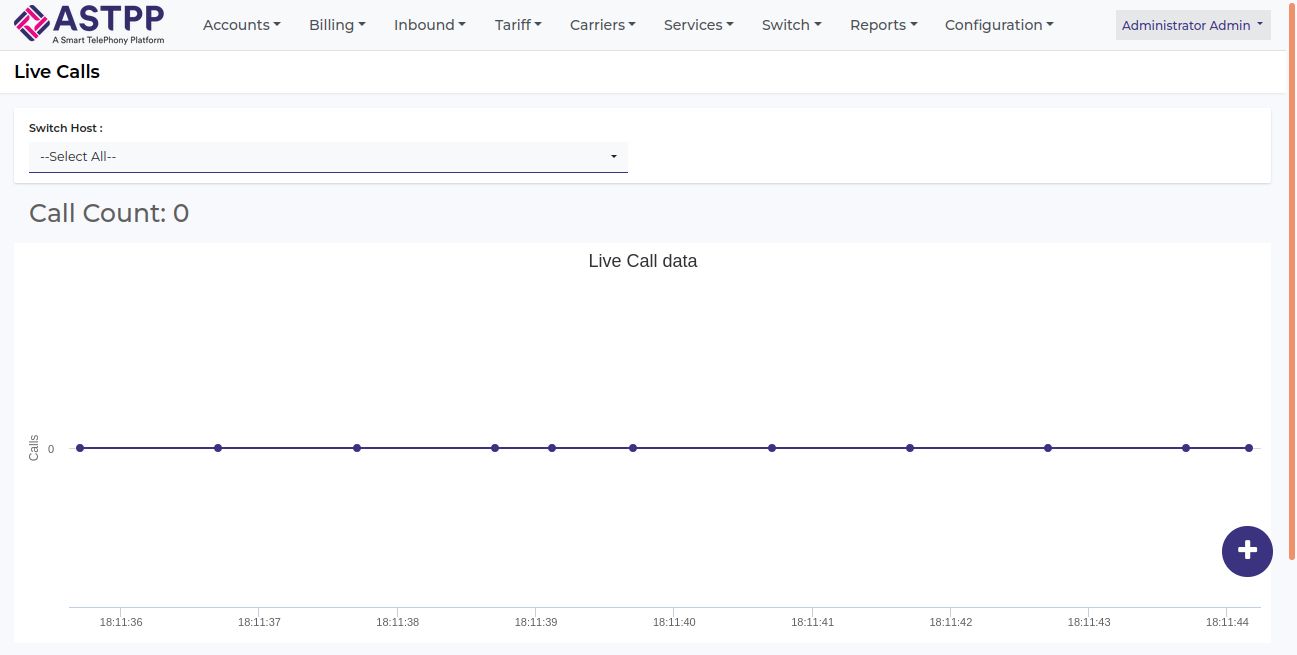 ASTPP
A Smart TelePhony Platform
Accounts Billing Inbound Tariff Carriers Services Switch Reports Configuration Administrator Admin
Live Calls
Switch Host :
--Select All--
Call Count: 0
Live Call data
Calls
0
18:11:36 18:11:37 18:11:38 18:11:39 18:11:40 18:11:41 18:11:42 18:11:43 18:11:44